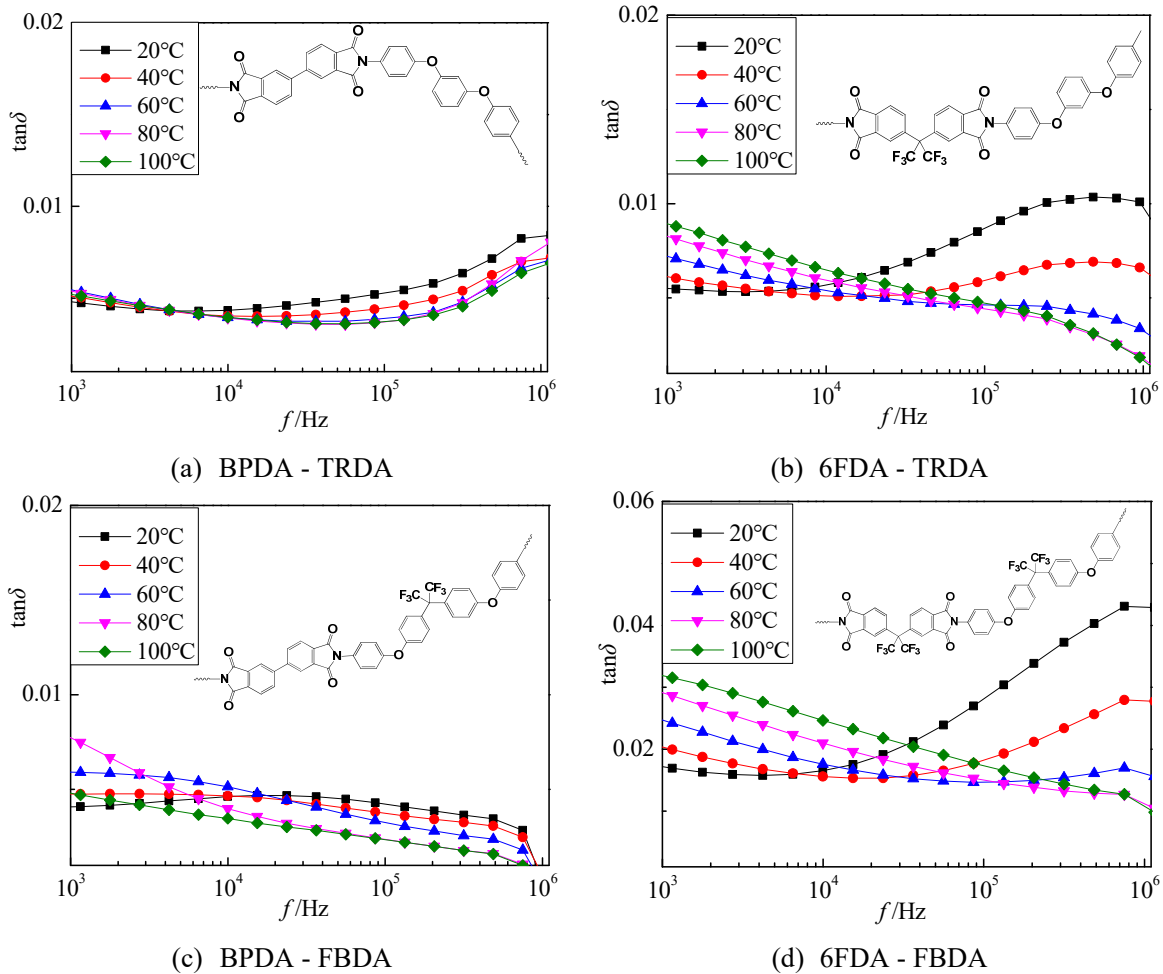 0.02
0.01
tanδ
20°C
40°C
60°C
80°C
100°C
O O
N N O
O O O
10³ 10⁴ 10⁵ 10⁶
f /Hz
(a) BPDA - TRDA
0.02
0.01
tanδ
20°C
40°C
60°C
80°C
100°C
O O O
N N O
O F₃C CF₃ O
10³ 10⁴ 10⁵ 10⁶
f /Hz
(b) 6FDA - TRDA
0.02
0.01
tanδ
20°C
40°C
60°C
80°C
100°C
F₃C CF₃
O
O O O
N N
O O
10³ 10⁴ 10⁵ 10⁶
f /Hz
(c) BPDA - FBDA
0.06
0.04
0.02
tanδ
20°C
40°C
60°C
80°C
100°C
F₃C CF₃
O
O O
N N O
O F₃C CF₃ O
10³ 10⁴ 10⁵ 10⁶
f /Hz
(d) 6FDA - FBDA